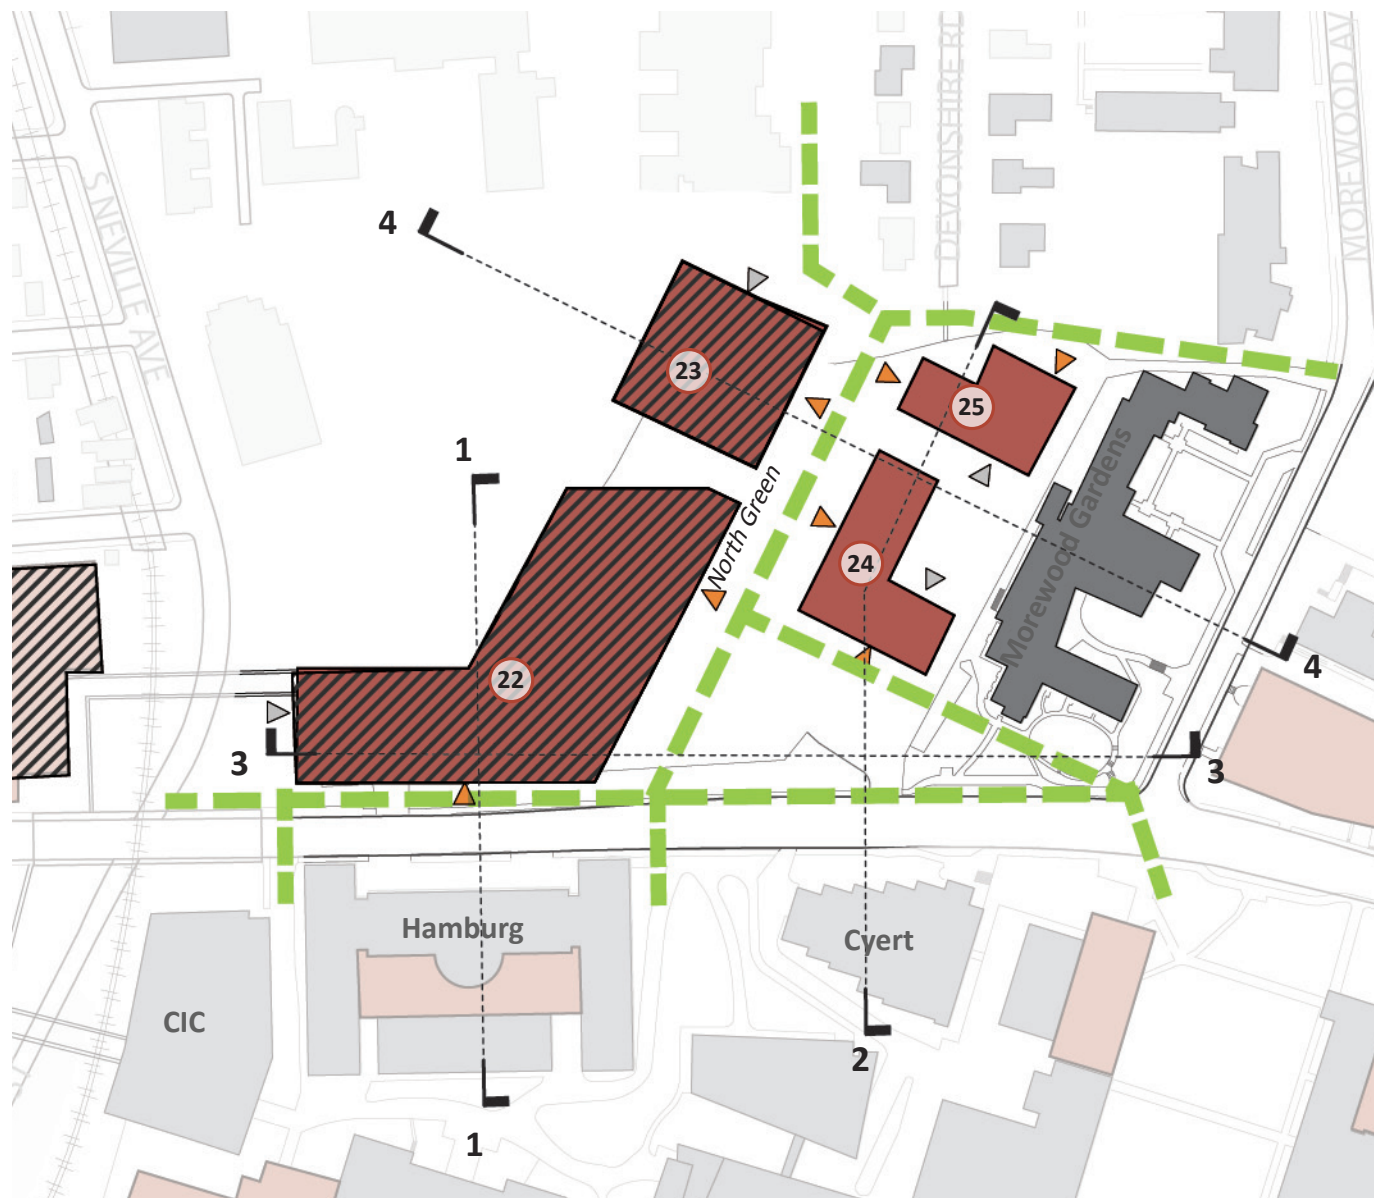 DEVONSHIRE RD
MOREWOOD AV
S NEVILLE AVE
4
23
25
1
Morewood Gardens
North Green
24
22
4
3
3
Hamburg
Cyert
CIC
2
1